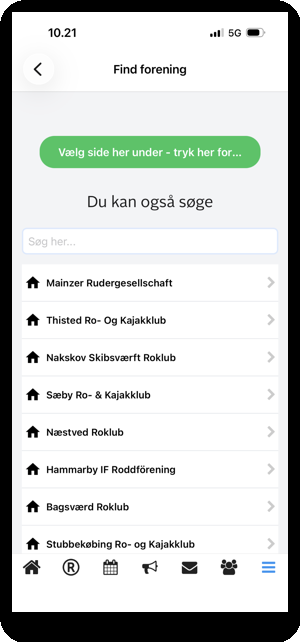 10.21
5G
Find forening
Vælg side her under - tryk her for...
Du kan også søge
Søg her...
Mainzer Rudergesellschaft
Thisted Ro- Og Kajakklub
Nakskov Skibsværft Roklub
Sæby Ro- & Kajakklub
Næstved Roklub
Hammarby IF Roddförening
Bagsværd Roklub
Stubbekøbing Ro- og Kajakklub
®